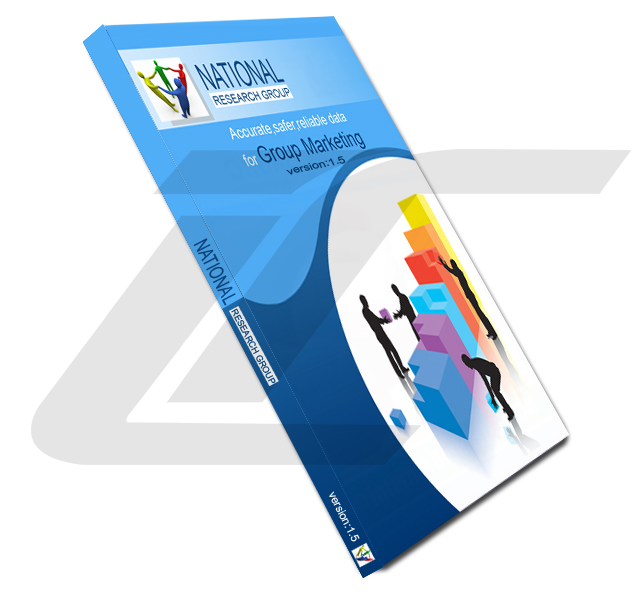 NATIONAL
RESEARCH GROUP
Accurate,safer,reliable data
for Group Marketing
version:1.5
NATIONAL
RESEARCH GROUP
version:1.5